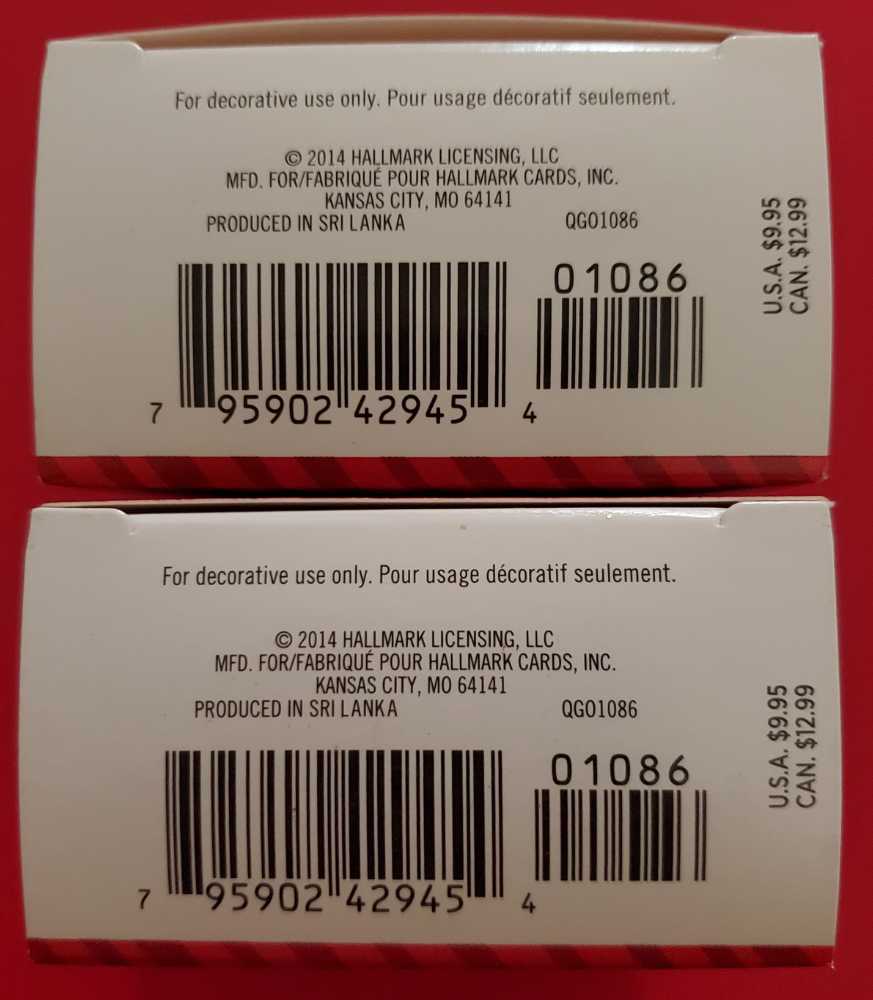 For decorative use only. Pour usage décoratif seulement.
© 2014 HALLMARK LICENSING, LLC
MFD. FOR/FABRIQUÉ POUR HALLMARK CARDS, INC.
KANSAS CITY, MO 64141
PRODUCED IN SRI LANKA QGO1086
01086
7 95902 42945 4
U.S.A. $9.95
CAN. $12.99
For decorative use only. Pour usage décoratif seulement.
© 2014 HALLMARK LICENSING, LLC
MFD. FOR/FABRIQUÉ POUR HALLMARK CARDS, INC.
KANSAS CITY, MO 64141
PRODUCED IN SRI LANKA QGO1086
01086
7 95902 42945 4
U.S.A. $9.95
CAN. $12.99